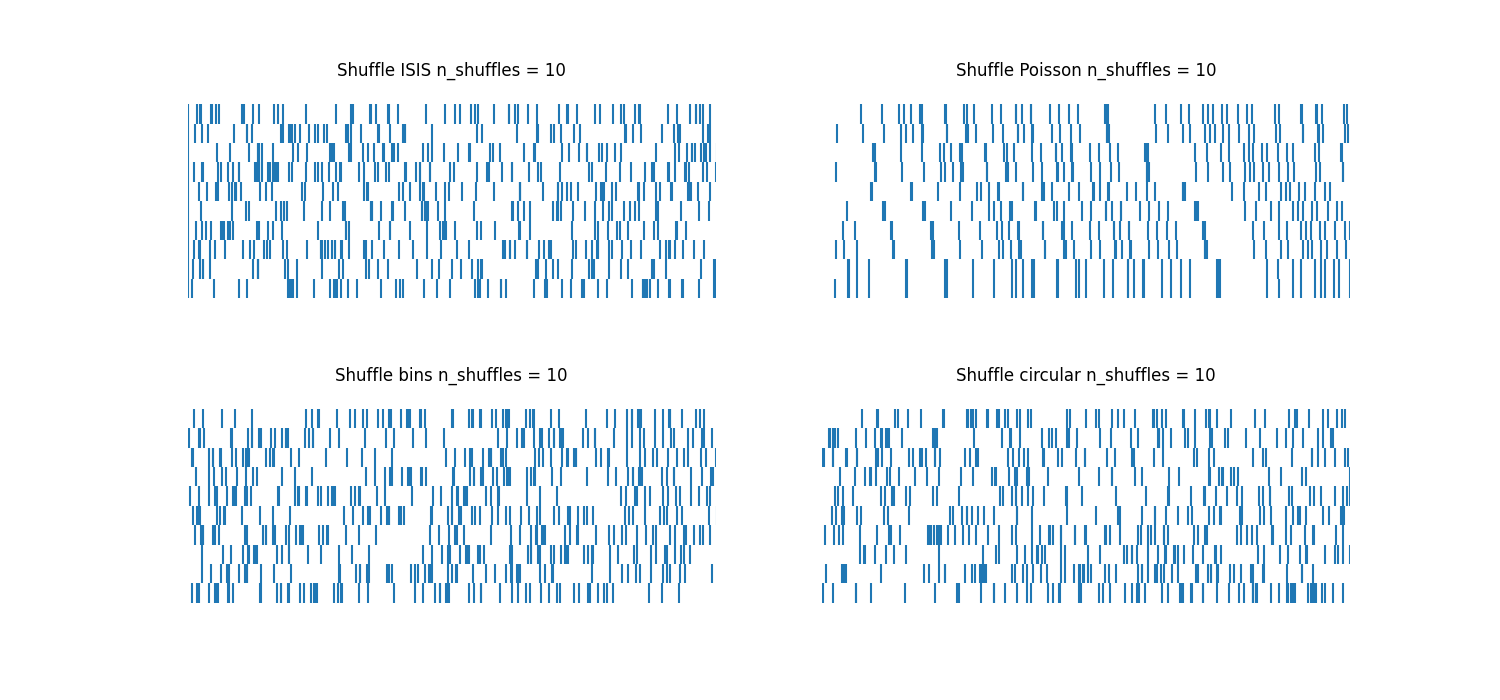 Shuffle ISIS n_shuffles = 10
Shuffle Poisson n_shuffles = 10
Shuffle bins n_shuffles = 10
Shuffle circular n_shuffles = 10